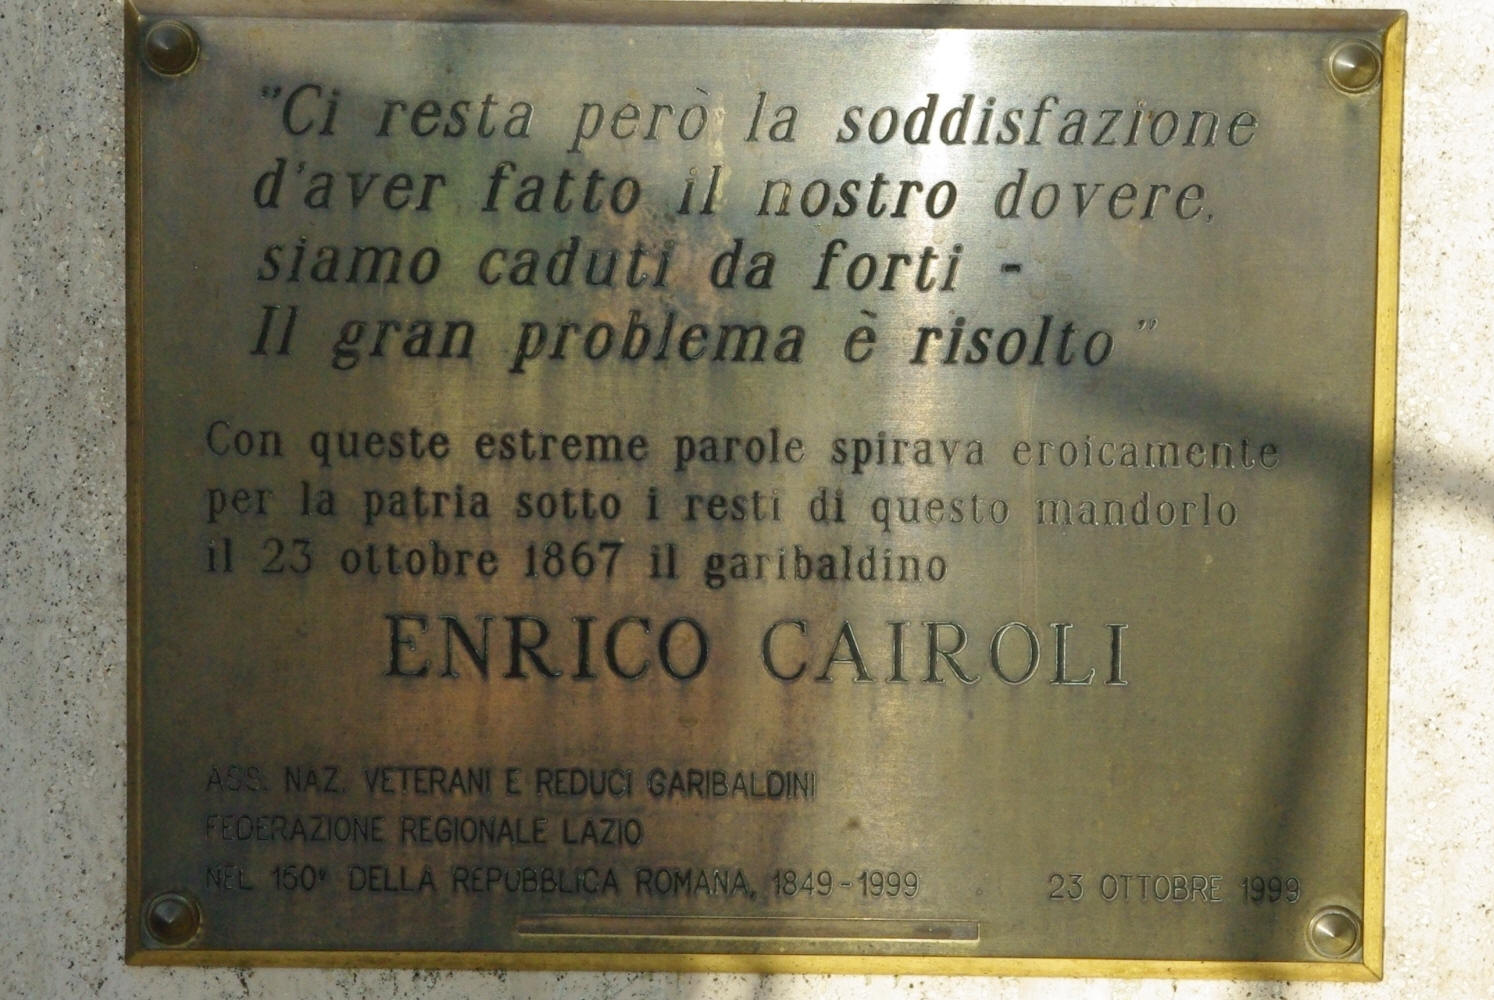 "Ci resta però la soddisfazione
d'aver fatto il nostro dovere,
siamo caduti da forti -
Il gran problema è risolto"
Con queste estreme parole spirava eroicamente
per la patria sotto i resti di questo mandorlo
il 23 ottobre 1867 il garibaldino
ENRICO CAIROLI
ASS. NAZ. VETERANI E REDUCI GARIBALDINI
FEDERAZIONE REGIONALE LAZIO
NEL 150° DELLA REPUBBLICA ROMANA, 1849-1999 23 OTTOBRE 1999